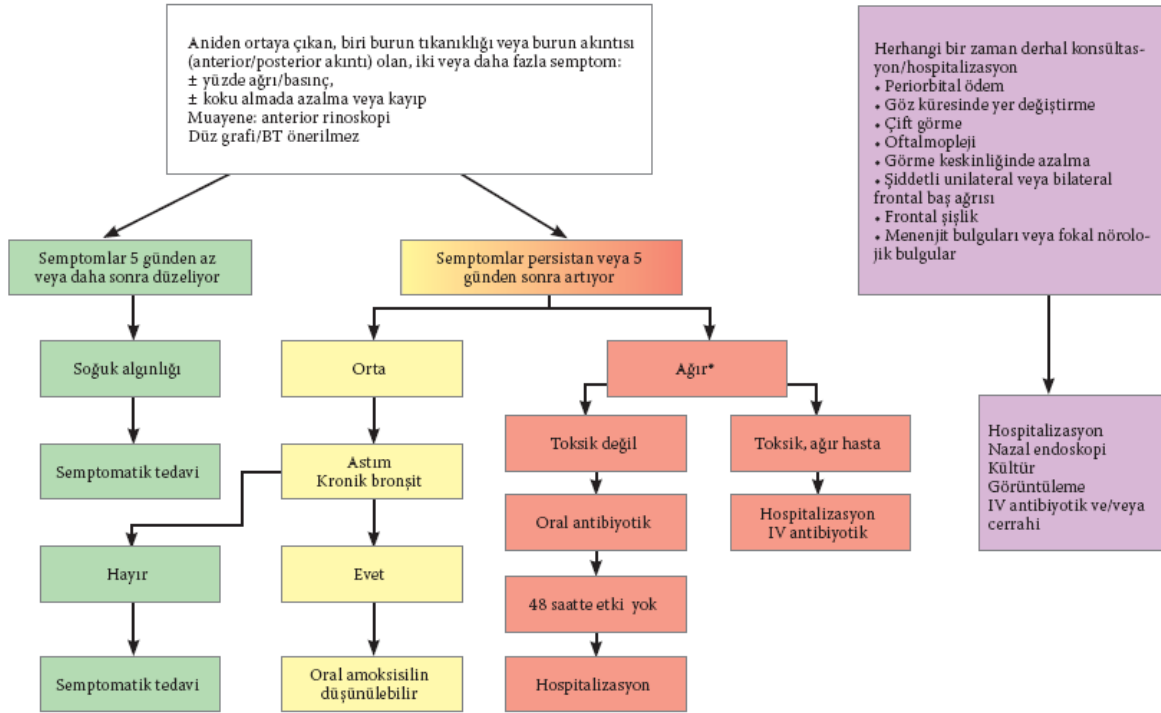 Aniden ortaya çıkan, biri burun tıkanıklığı veya burun akıntısı
(anterior/posterior akıntı) olan, iki veya daha fazla semptom:
± yüzde ağrı/basınç,
± koku almada azalma veya kayıp
Muayene: anterior rinoskopi
Düz grafi/BT önerilmez
Herhangi bir zaman derhal konsültas-
yon/hospitalizasyon
• Periorbital ödem
• Göz küresinde yer değiştirme
• Çift görme
• Oftalmopleji
• Görme keskinliğinde azalma
• Şiddetli unilateral veya bilateral
frontal baş ağrısı
• Frontal şişlik
• Menenjit bulguları veya fokal nörolo-
jik bulgular
Semptomlar 5 günden az
veya daha sonra düzeliyor
Semptomlar persistan veya 5
günden sonra artıyor
Soğuk algınlığı
Orta
Ağır*
Semptomatik tedavi
Astım
Kronik bronşit
Toksik değil
Toksik, ağır hasta
Hospitalizasyon
Nazal endoskopi
Kültür
Görüntüleme
IV antibiyotik ve/veya
cerrahi
Oral antibiyotik
Hospitalizasyon
IV antibiyotik
Hayır
Evet
48 saatte etki yok
Semptomatik tedavi
Oral amoksisilin
düşünülebilir
Hospitalizasyon